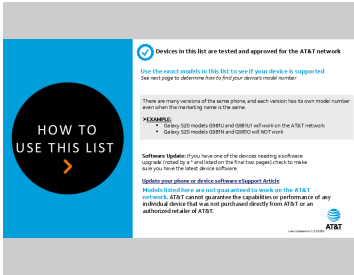 Devices in this list are tested and approved for the AT&T network
Use the exact models in this list to see if your device is supported
See next page to determine how to find your device's model number
There are many versions of the same phone, and each version has its own model number
even when the marketing name is the same.
➢EXAMPLE:
▪ Galaxy S20 models G981U and G981U1 will work on the AT&T network
▪ Galaxy S20 models G981N and G981O will NOT work
HOW TO
USE THIS LIST
Software Update: If you have one of the devices needing a software
upgrade (noted by a * and listed on the final two pages) check to make
sure you have the latest device software.
Update your phone or device software eSupport Article
Models listed here are not guaranteed to work on the AT&T
network. AT&T cannot guarantee the capabilities or performance of any
individual device that was not purchased directly from AT&T or an
authorized retailer of AT&T.
AT&T
Last updated on